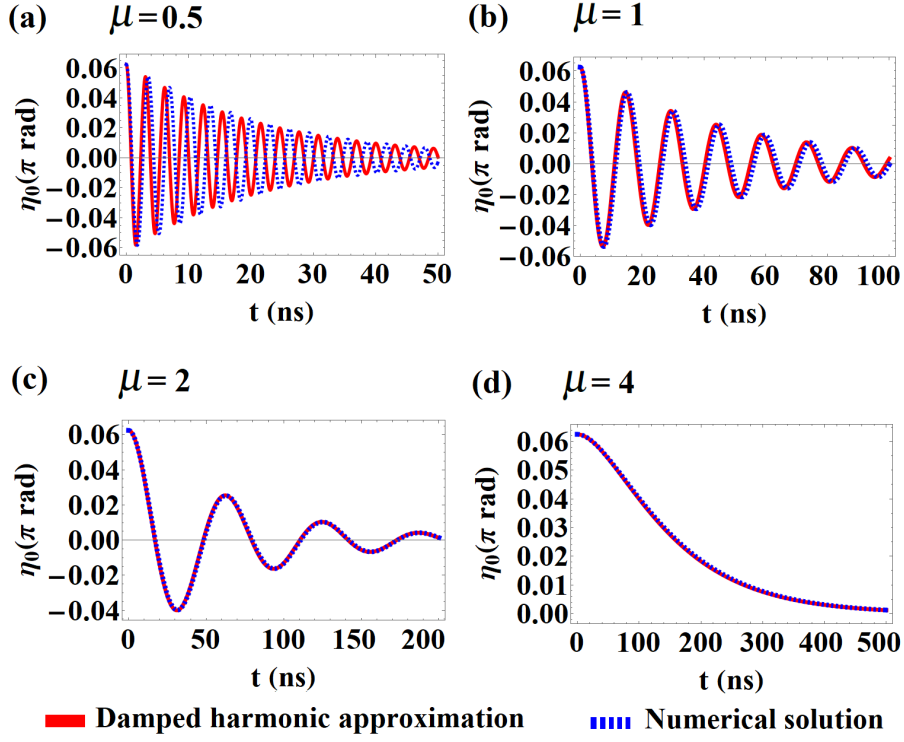 (a) μ=0.5
0.06
0.04
0.02
0.00
−0.02
−0.04
−0.06
η0(π rad)
0 10 20 30 40 50
t (ns)
(b) μ=1
0.06
0.04
0.02
0.00
−0.02
−0.04
−0.06
η0(π rad)
0 20 40 60 80 100
t (ns)
(c) μ=2
0.06
0.04
0.02
0.00
−0.02
−0.04
η0(π rad)
0 50 100 150 200
t (ns)
(d) μ=4
0.06
0.05
0.04
0.03
0.02
0.01
0.00
η0(π rad)
0 100 200 300 400 500
t (ns)
Damped harmonic approximation
Numerical solution